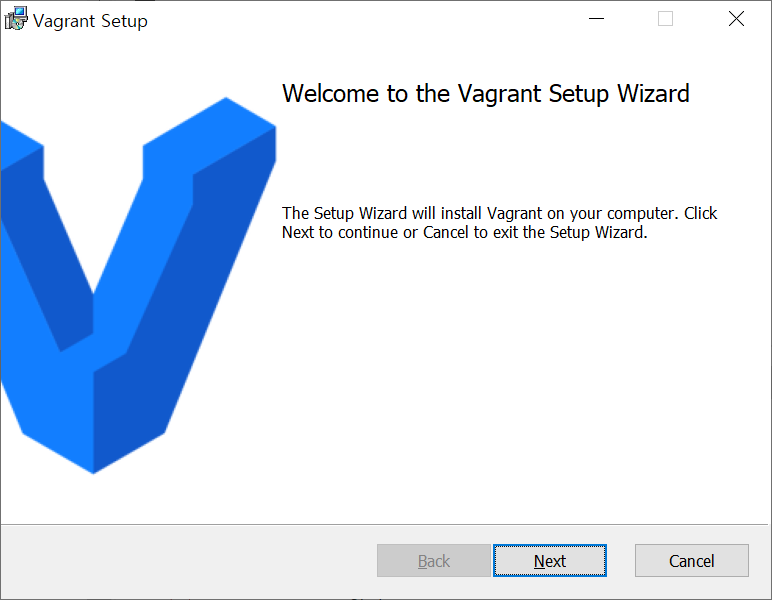 Vagrant Setup
Welcome to the Vagrant Setup Wizard
The Setup Wizard will install Vagrant on your computer. Click
Next to continue or Cancel to exit the Setup Wizard.
Back
Next
Cancel